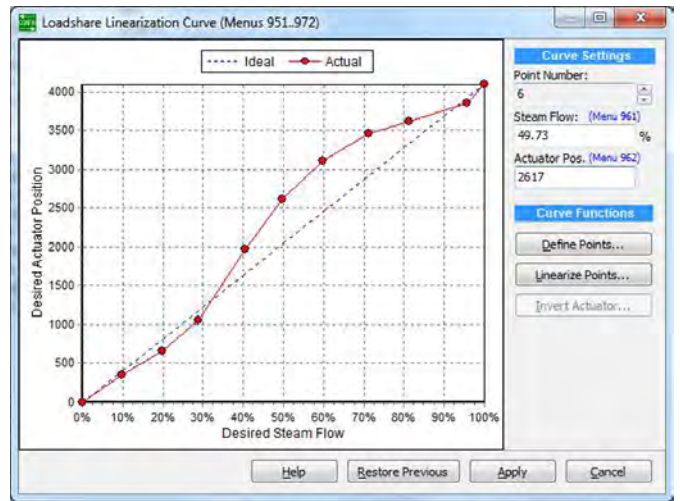 Loadshare Linearization Curve (Menus 951..972)
Ideal Actual
Desired Actuator Position
4000
3500
3000
2500
2000
1500
1000
500
0
0% 10% 20% 30% 40% 50% 60% 70% 80% 90% 100%
Desired Steam Flow
Curve Settings
Point Number:
6
Steam Flow: (Menu 961)
49.73 %
Actuator Pos. (Menu 962)
2617
Curve Functions
Define Points...
Linearize Points...
Invert Actuator...
Help Restore Previous Apply Cancel